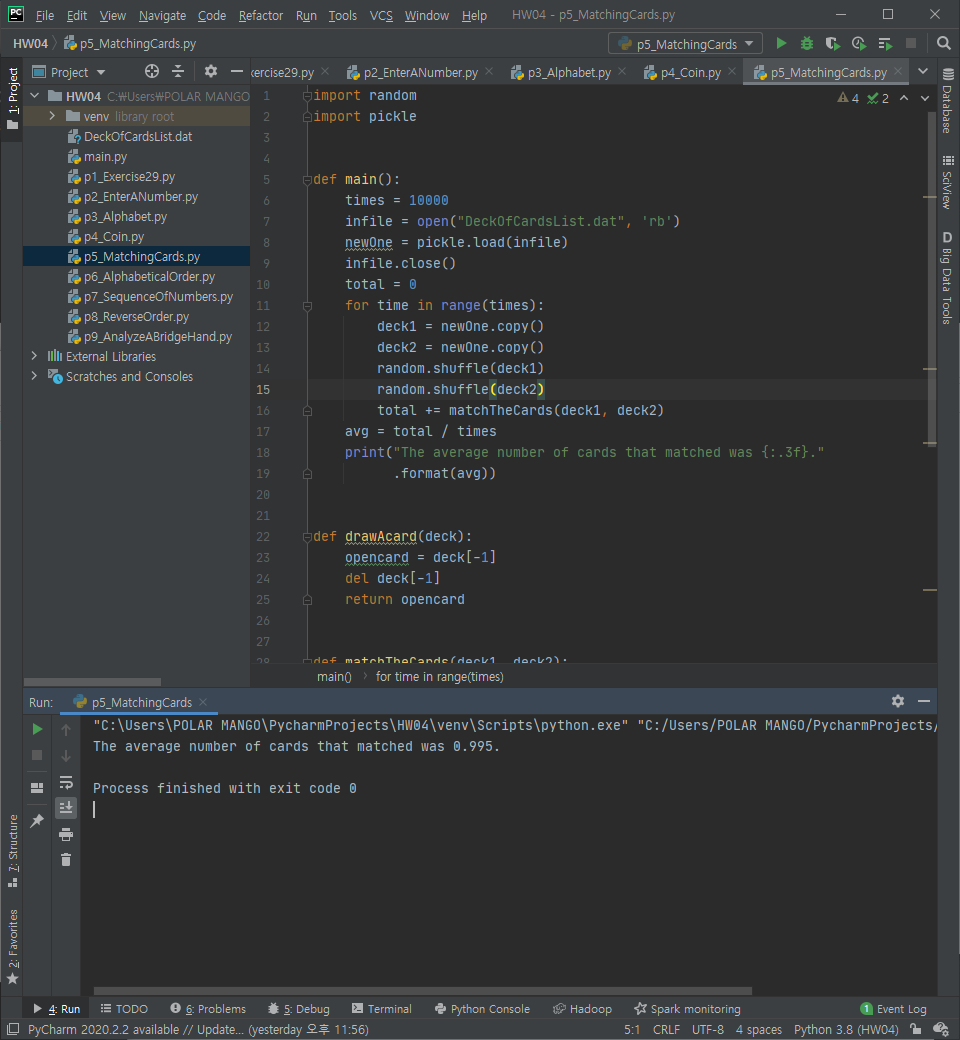 PC File Edit View Navigate Code Refactor Run Tools VCS Window Help HW04 - p5_MatchingCards.py
HW04 p5_MatchingCards.py p5_MatchingCards
Project
ercise29.py p2_EnterANumber.py p3_Alphabet.py p4_Coin.py p5_MatchingCards.py
1: Project
HW04 C:₩Users₩POLAR MANGO
venv library root
DeckOfCardsList.dat
main.py
p1_Exercise29.py
p2_EnterANumber.py
p3_Alphabet.py
p4_Coin.py
p5_MatchingCards.py
p6_AlphabeticalOrder.py
p7_SequenceOfNumbers.py
p8_ReverseOrder.py
p9_AnalyzeABridgeHand.py
External Libraries
Scratches and Consoles
4 2
1 import random
2 import pickle
3
4
5 def main():
6 times = 10000
7 infile = open("DeckOfCardsList.dat", 'rb')
8 newOne = pickle.load(infile)
9 infile.close()
10 total = 0
11 for time in range(times):
12 deck1 = newOne.copy()
13 deck2 = newOne.copy()
14 random.shuffle(deck1)
15 random.shuffle(deck2)
16 total += matchTheCards(deck1, deck2)
17 avg = total / times
18 print("The average number of cards that matched was {:.3f}."
19 .format(avg))
20
21
22 def drawAcard(deck):
23 opencard = deck[-1]
24 del deck[-1]
25 return opencard
26
27
28 def matchTheCards(deck1, deck2):
main() for time in range(times)
Database
SciView
D Big Data Tools
Run: p5_MatchingCards
"C:\Users\POLAR MANGO\PycharmProjects\HW04\venv\Scripts\python.exe" "C:/Users/POLAR MANGO/PycharmProjects/
The average number of cards that matched was 0.995.
Process finished with exit code 0
7: Structure
2: Favorites
4: Run TODO 6: Problems 5: Debug Terminal Python Console Hadoop Spark monitoring 1 Event Log
PyCharm 2020.2.2 available // Update... (yesterday 오후 11:56) 5:1 CRLF UTF-8 4 spaces Python 3.8 (HW04)